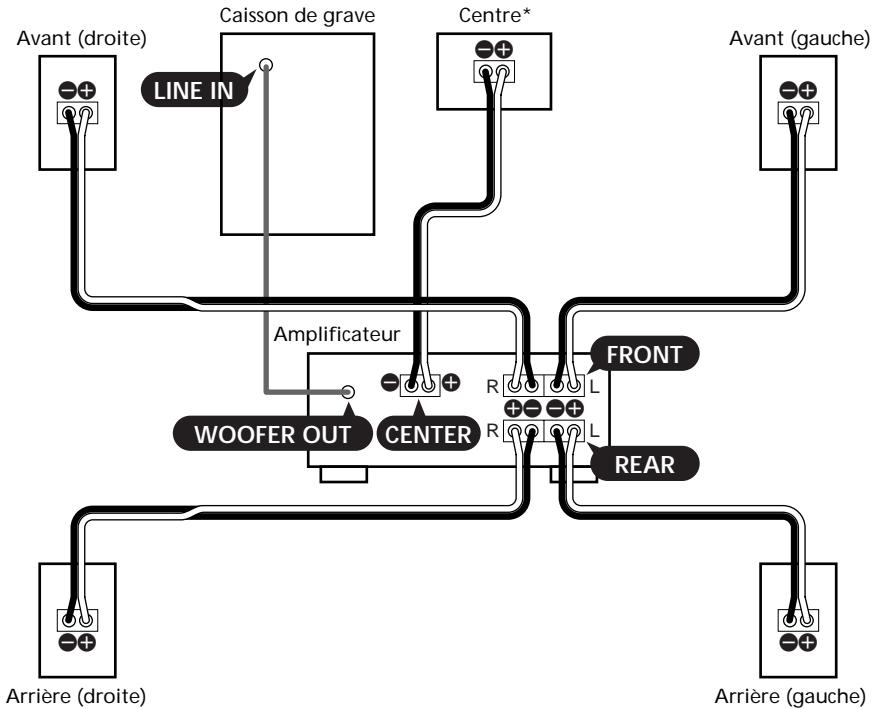 Caisson de grave
Centre*
Avant (droite)
Avant (gauche)
LINE IN
Amplificateur
FRONT
R
L
WOOFER OUT
CENTER
R
L
REAR
Arrière (droite)
Arrière (gauche)